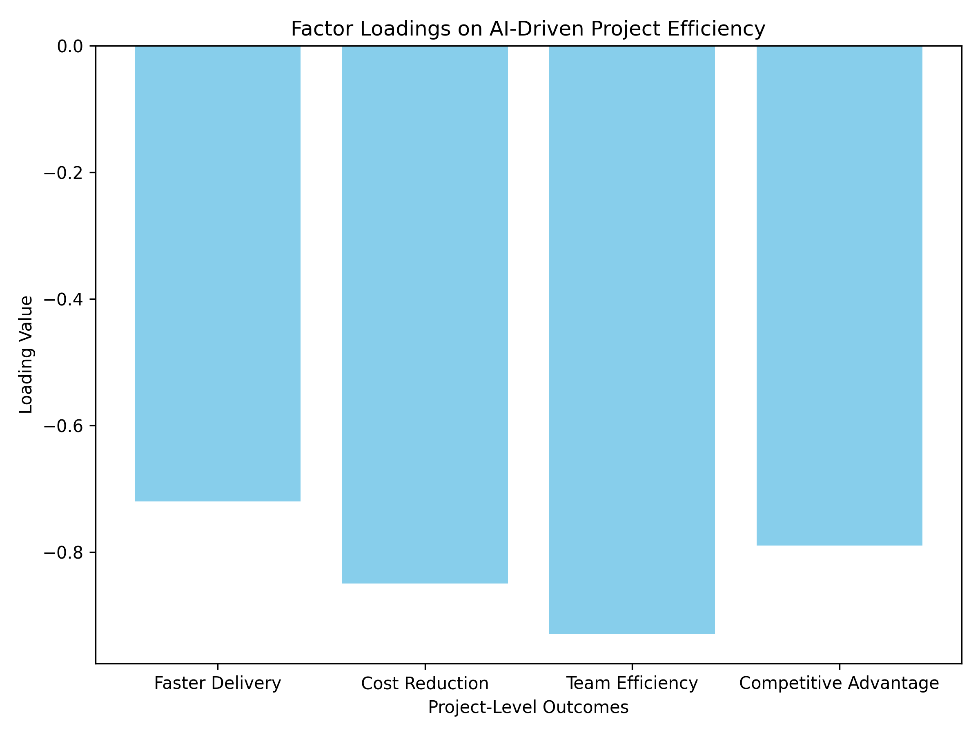 Factor Loadings on AI-Driven Project Efficiency
0.0
−0.2
−0.4
−0.6
−0.8
Loading Value
Faster Delivery
Cost Reduction
Team Efficiency
Competitive Advantage
Project-Level Outcomes